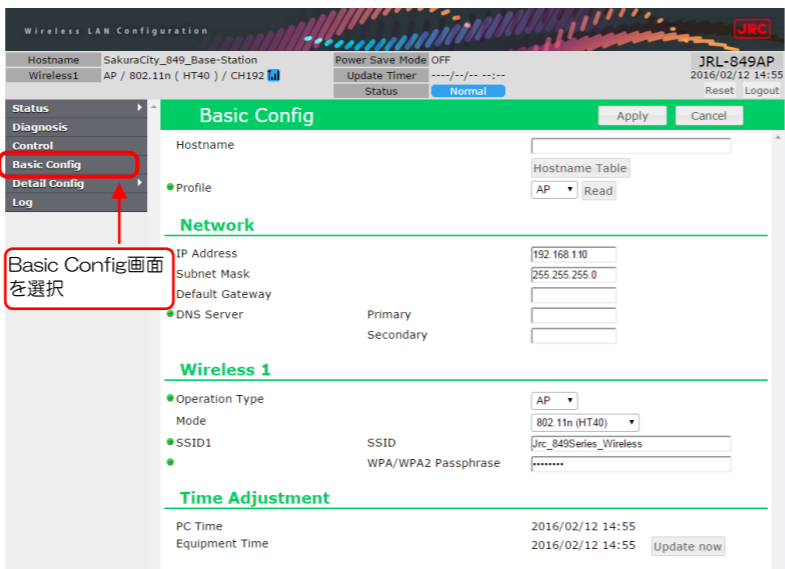 Wireless LAN Configuration
JRC
Hostname SakuraCity_849_Base-Station Power Save Mode OFF JRL-849AP
Wireless1 AP / 802.11n ( HT40 ) / CH192 Update Timer ----/--/-- --:-- 2016/02/12 14:55
Status Normal Reset Logout
Status
Diagnosis
Control
Basic Config
Detail Config
Log
Basic Config画面
を選択
Basic Config Apply Cancel
Hostname
Hostname Table
Profile AP Read
Network
IP Address 192.168.1.10
Subnet Mask 255.255.255.0
Default Gateway
DNS Server Primary
Secondary
Wireless 1
Operation Type AP
Mode 802.11n (HT40)
SSID1 SSID Jrc_849Series_Wireless
WPA/WPA2 Passphrase ••••••••
Time Adjustment
PC Time 2016/02/12 14:55
Equipment Time 2016/02/12 14:55 Update now